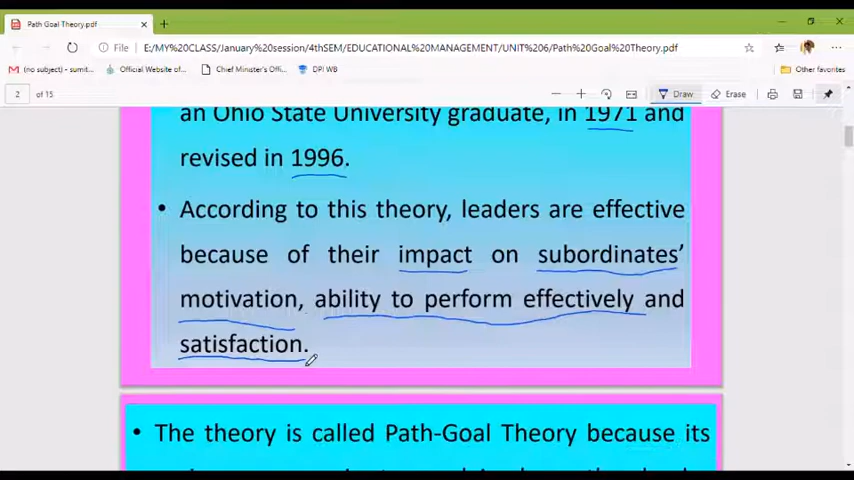 Path Goal Theory.pdf
File | E:/MY%20CLASS/January%20session/4thSEM/EDUCATIONAL%20MANAGEMENT/UNIT%206/Path%20Goal%20Theory.pdf
(no subject) - sumit... Official Website of... Chief Minister's Offi... DPI WB Other favorites
2 of 15 Draw Erase
an Ohio State University graduate, in 1971 and
revised in 1996.
• According to this theory, leaders are effective
because of their impact on subordinates'
motivation, ability to perform effectively and
satisfaction.
• The theory is called Path-Goal Theory because its